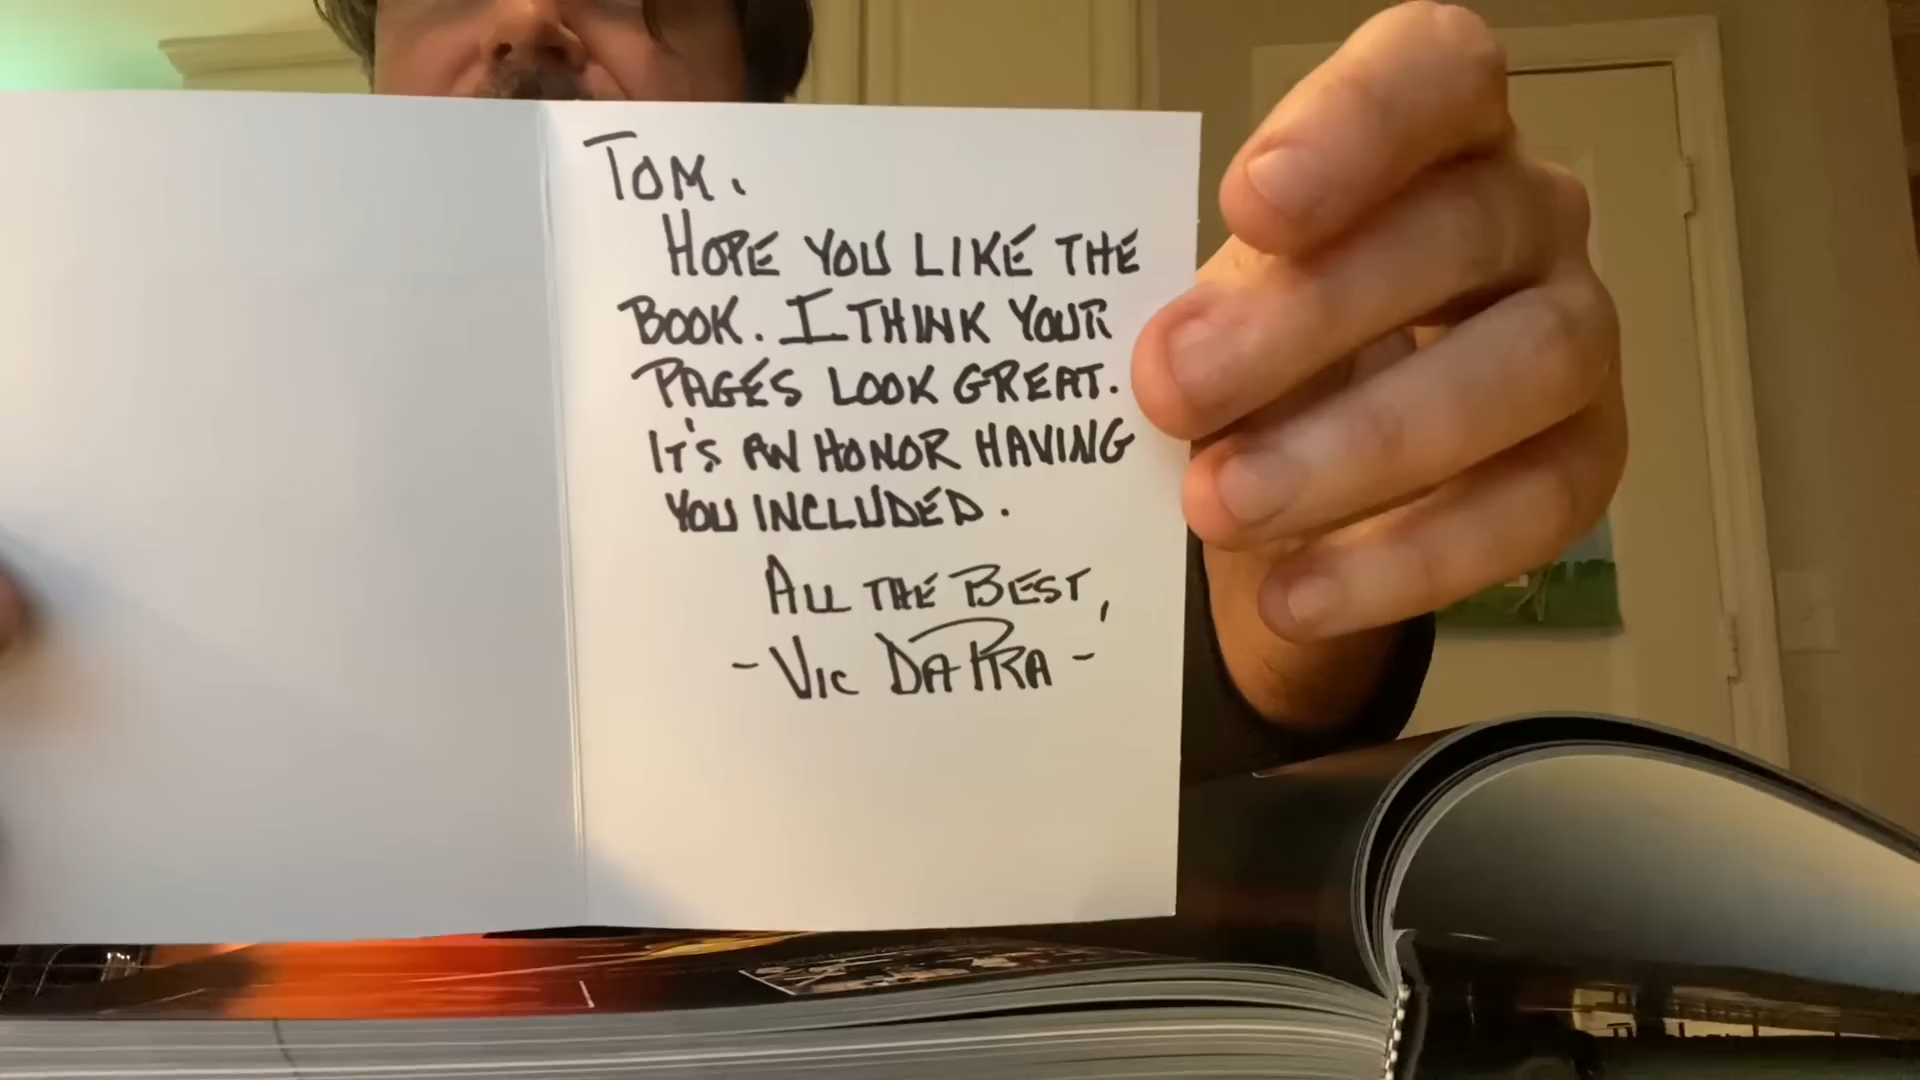 TOM.
HOPE YOU LIKE THE
BOOK. I THINK YOUR
PAGES LOOK GREAT.
IT'S AN HONOR HAVING
YOU INCLUDED.
ALL THE BEST,
- VIC DAPRA -